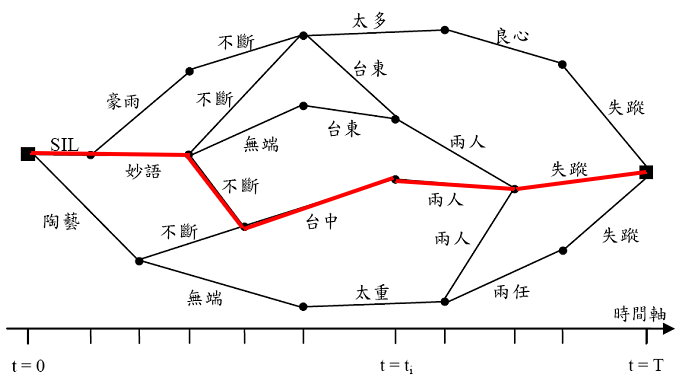 太多
不斷
良心
台東
豪雨
不斷
失蹤
無端
台東
兩人
SIL
妙語
不斷
失蹤
兩人
陶藝
不斷
台中
兩人
失蹤
無端
太重
兩任
時間軸
t = 0
t = ti
t = T